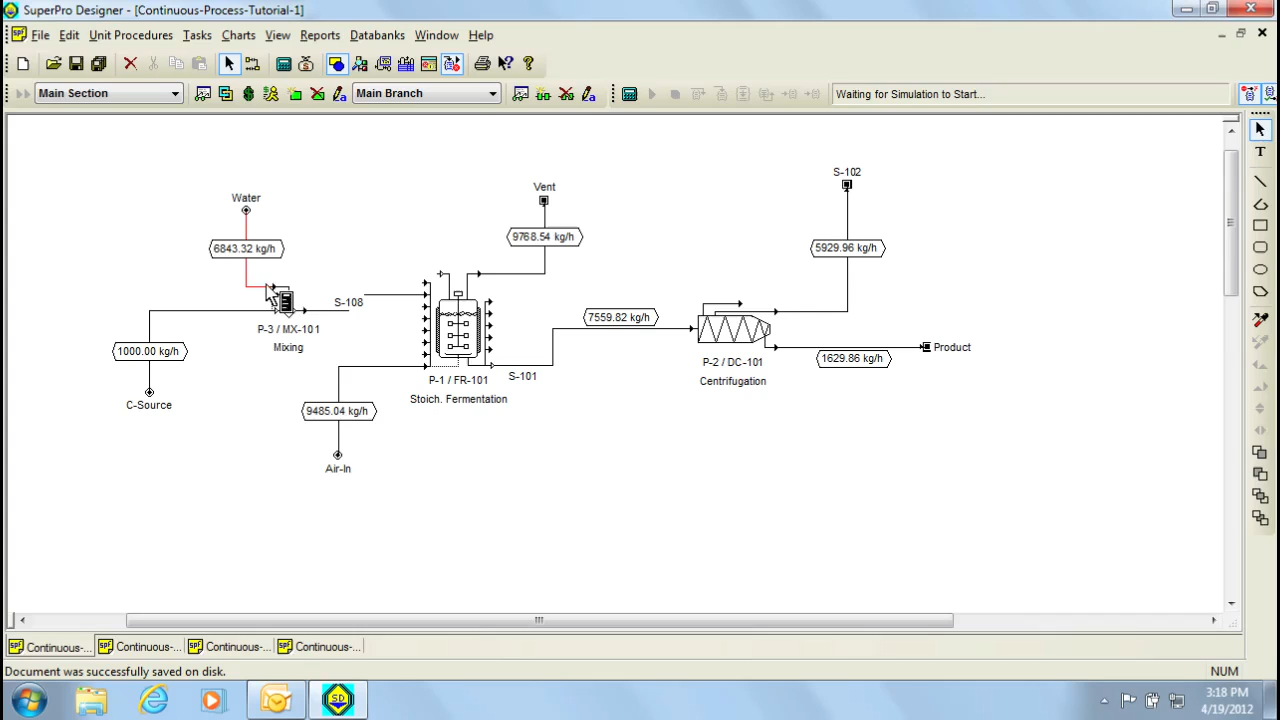 SuperPro Designer - [Continuous-Process-Tutorial-1]
File Edit Unit Procedures Tasks Charts View Reports Databanks Window Help
Main Section Main Branch Waiting for Simulation to Start...
S-102
Vent
Water
9768.54 kg/h
6843.32 kg/h
5929.96 kg/h
S-108
7559.82 kg/h
P-3 / MX-101
Mixing
1000.00 kg/h
Product
1629.86 kg/h
P-2 / DC-101
Centrifugation
S-101
P-1 / FR-101
Stoich. Fermentation
C-Source
9485.04 kg/h
Air-In
Continuous-... Continuous-... Continuous-... Continuous-...
Document was successfully saved on disk. NUM
3:18 PM
4/19/2012